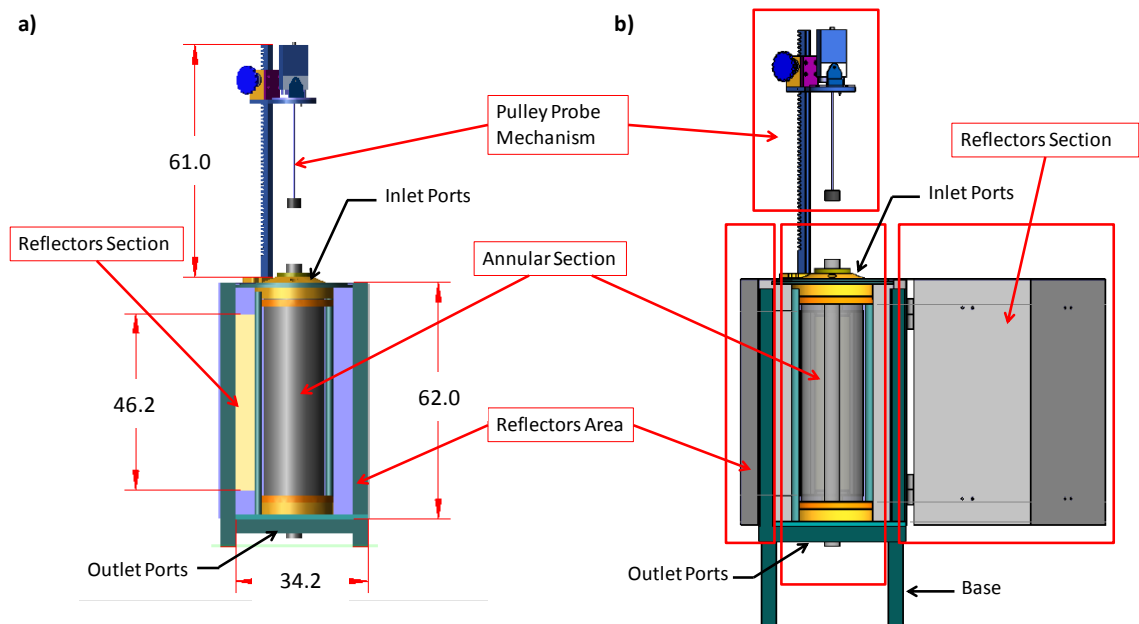 a)
b)
Pulley Probe
Mechanism
Reflectors Section
61.0
Inlet Ports
Inlet Ports
Reflectors Section
Annular Section
46.2
62.0
Reflectors Area
Outlet Ports
34.2
Outlet Ports
Base